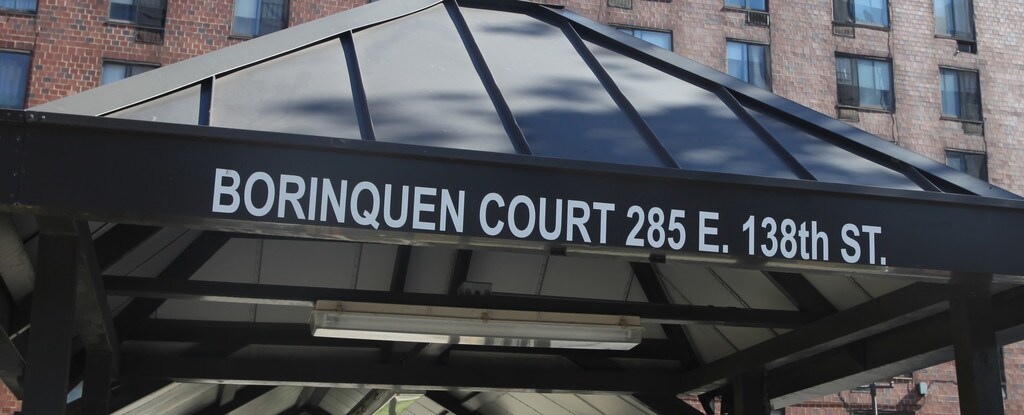 BORINQUEN COURT 285 E. 138th ST.